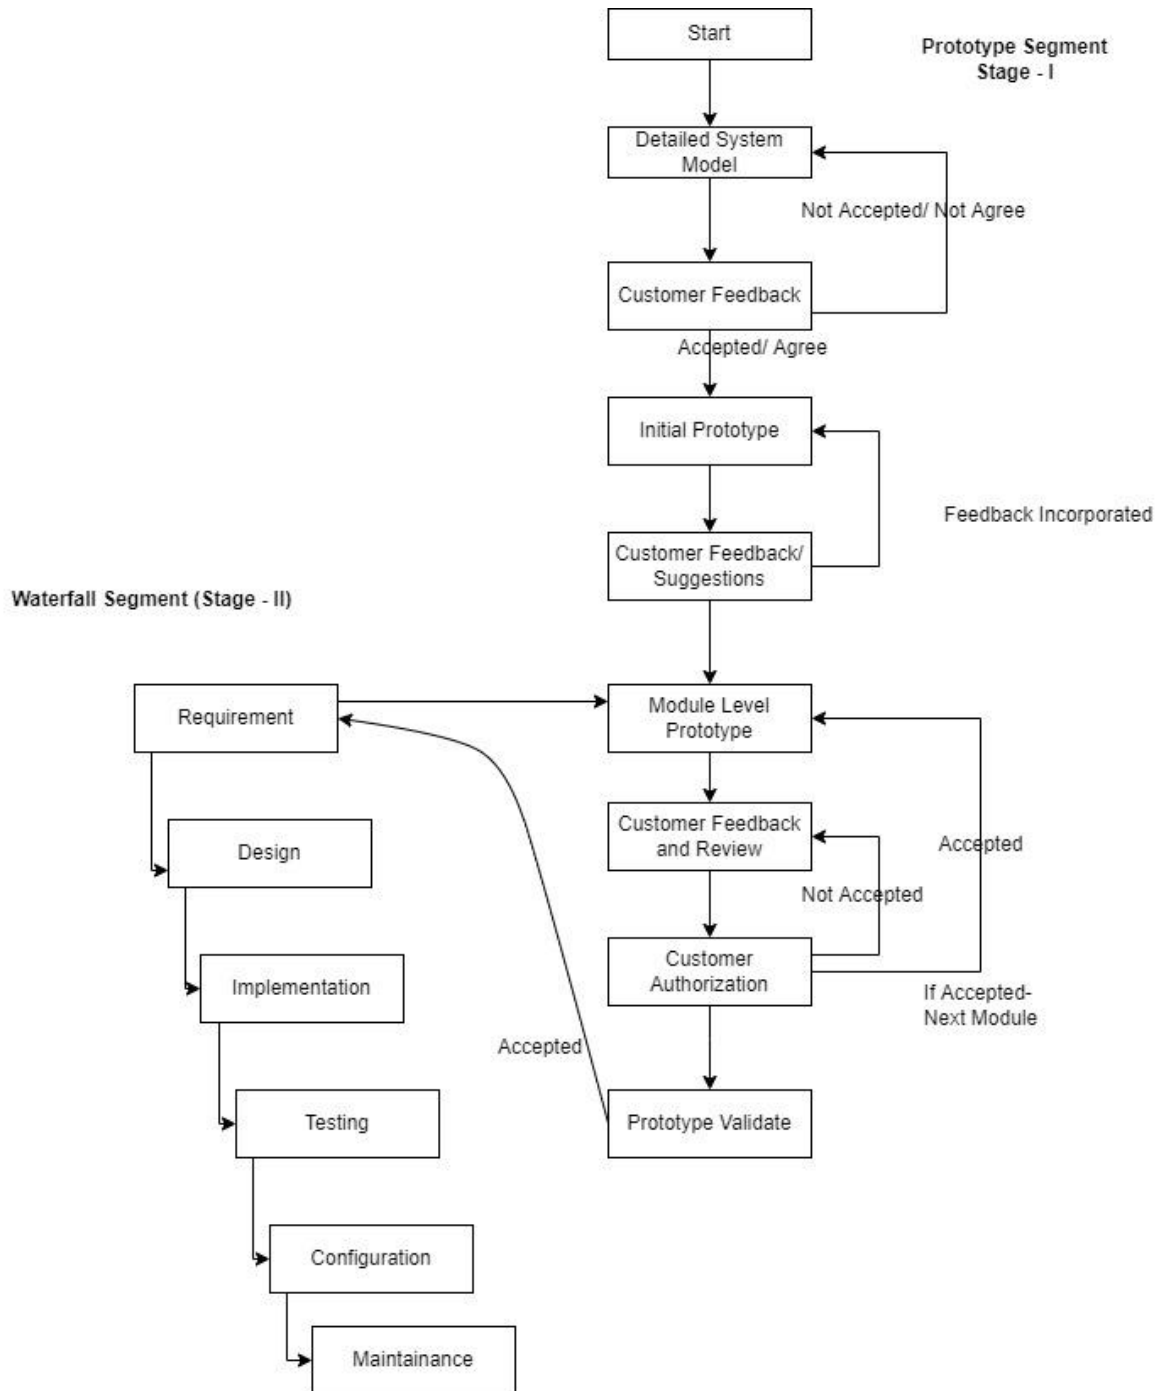 Start
Prototype Segment
Stage - I
Detailed System
Model
Not Accepted/ Not Agree
Customer Feedback
Accepted/ Agree
Initial Prototype
Feedback Incorporated
Customer Feedback/
Suggestions
Waterfall Segment (Stage - II)
Requirement
Module Level
Prototype
Customer Feedback
and Review
Accepted
Design
Not Accepted
Customer
Authorization
Implementation
If Accepted-
Next Module
Accepted
Testing
Prototype Validate
Configuration
Maintainance